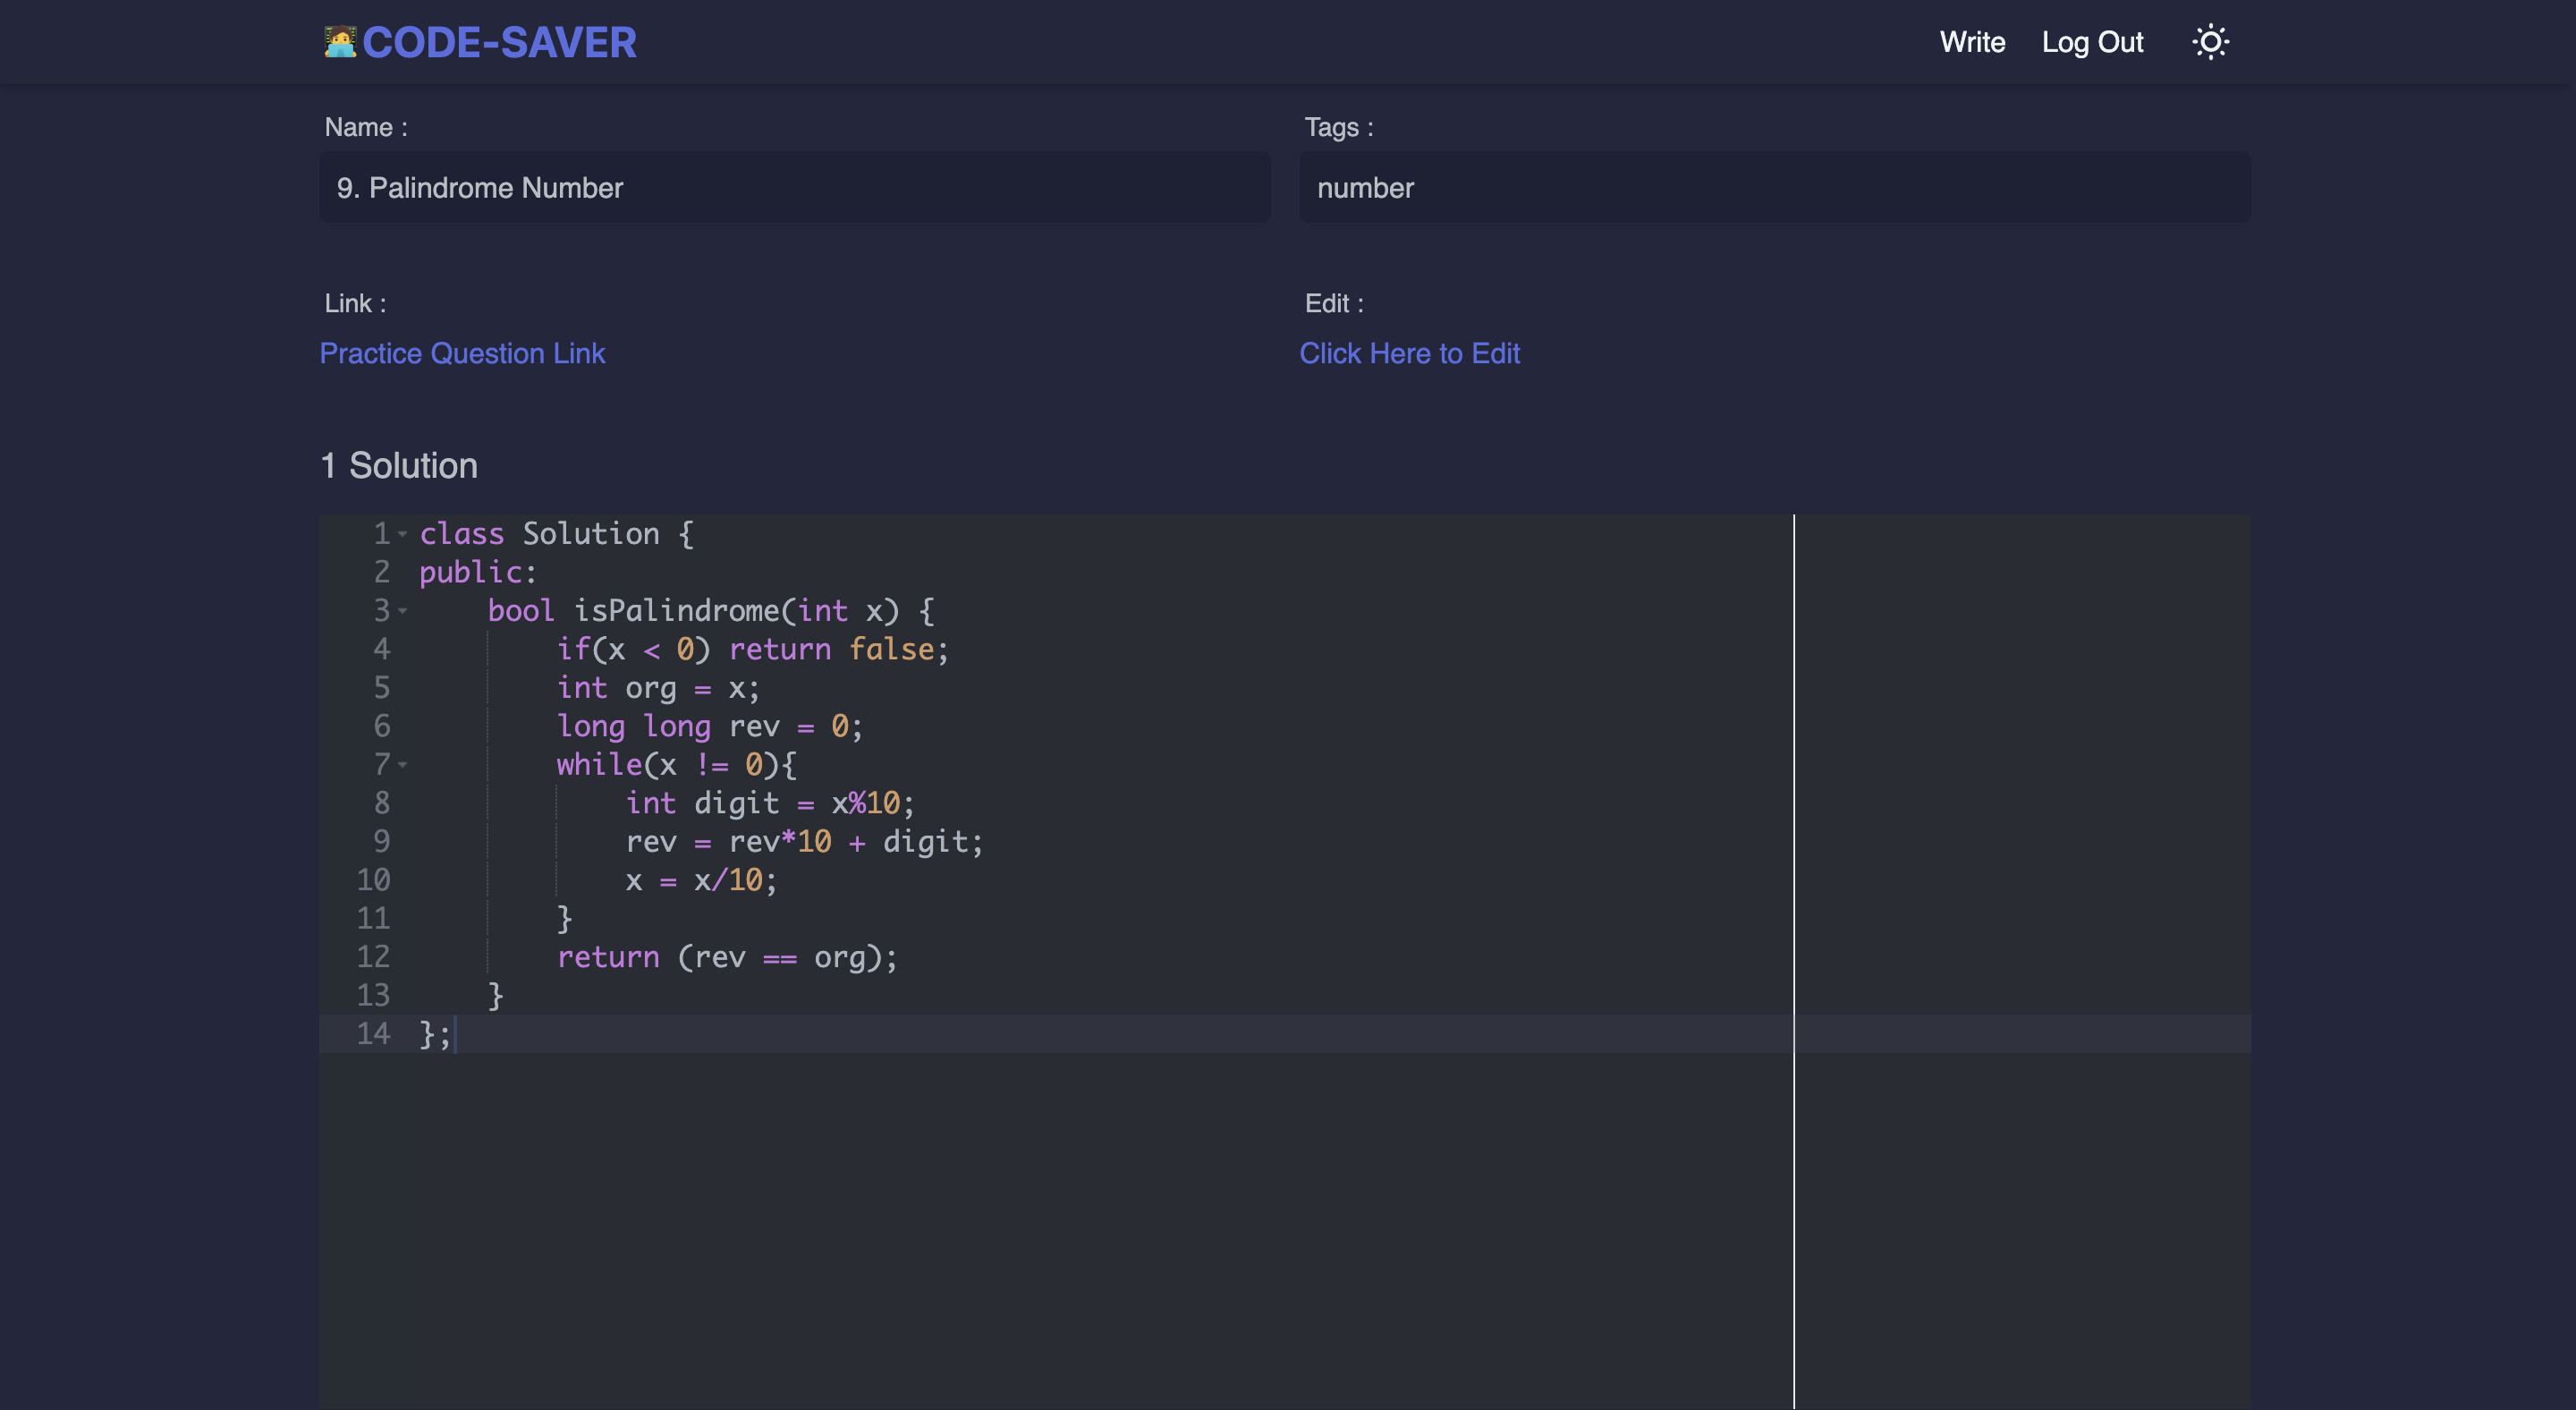 CODE-SAVER
Write
Log Out
Name :
Tags :
9. Palindrome Number
number
Link :
Edit :
Practice Question Link
Click Here to Edit
1 Solution
1 class Solution {
2 public:
3     bool isPalindrome(int x) {
4         if(x < 0) return false;
5         int org = x;
6         long long rev = 0;
7         while(x != 0){
8             int digit = x%10;
9             rev = rev*10 + digit;
10             x = x/10;
11         }
12         return (rev == org);
13     }
14 };